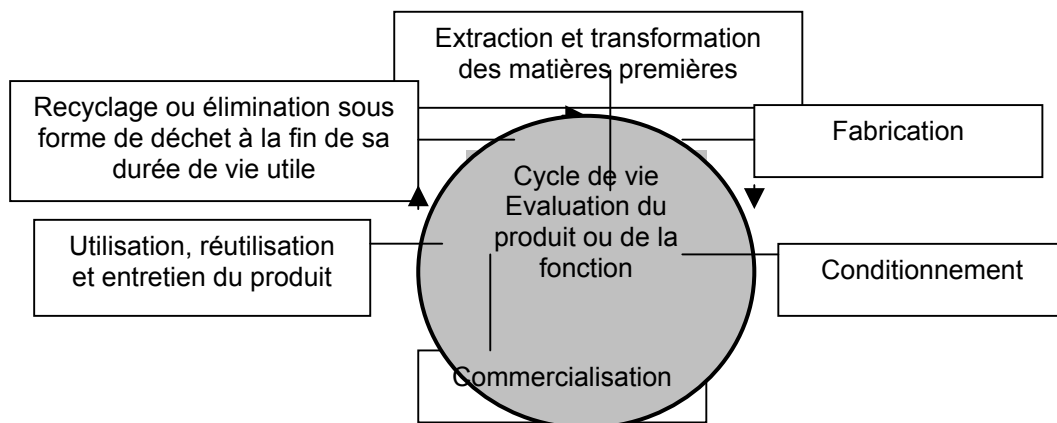 Extraction et transformation
des matières premières
Recyclage ou élimination sous
forme de déchet à la fin de sa
durée de vie utile
Fabrication
Cycle de vie
Evaluation du
produit ou de la
fonction
Utilisation, réutilisation
et entretien du produit
Conditionnement
Commercialisation